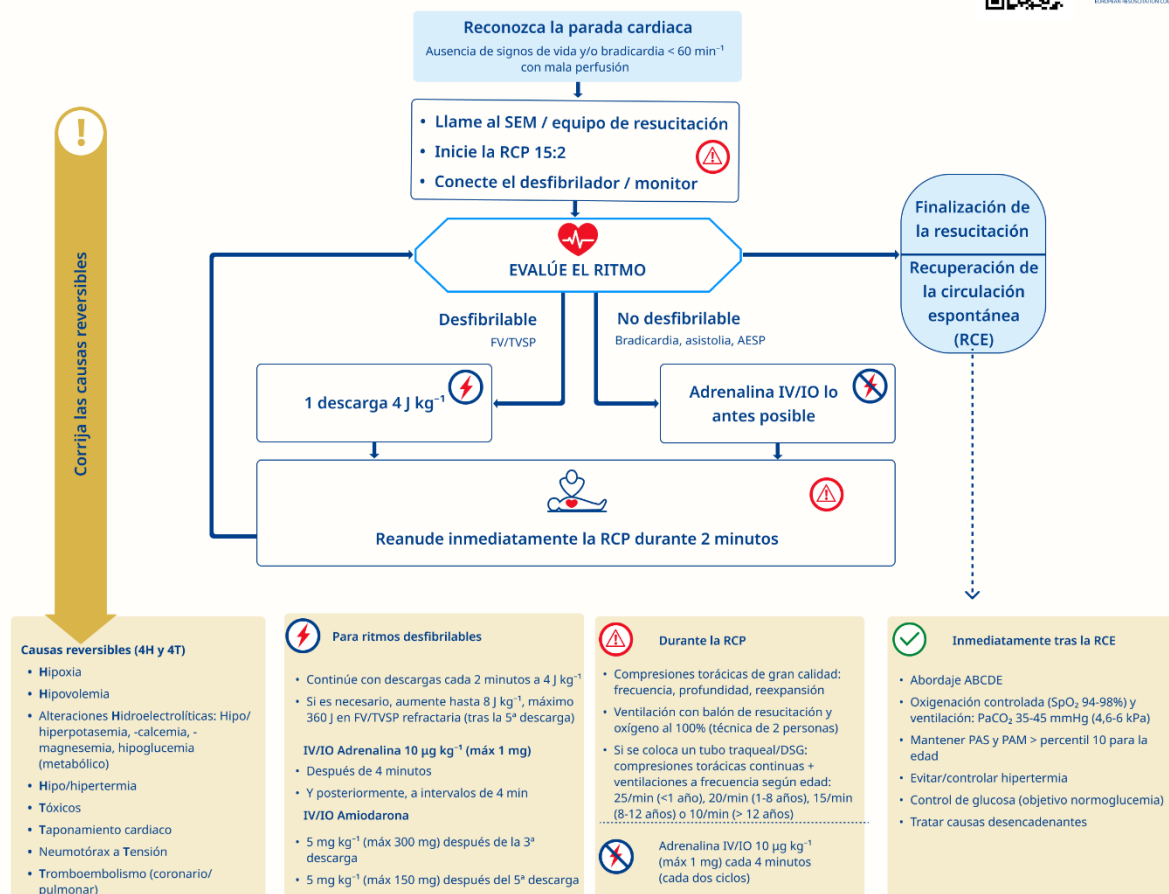 EUROPEAN RESUSCITATION COU
Reconozca la parada cardiaca
Ausencia de signos de vida y/o bradicardia < 60 min⁻¹
con mala perfusión
• Llame al SEM / equipo de resucitación
• Inicie la RCP 15:2
• Conecte el desfibrilador / monitor
!
Corrija las causas reversibles
EVALÚE EL RITMO
Finalización de
la resucitación
Recuperación de
la circulación
espontánea
(RCE)
Desfibrilable
FV/TVSP
No desfibrilable
Bradicardia, asistolia, AESP
1 descarga 4 J kg⁻¹
Adrenalina IV/IO lo
antes posible
Reanude inmediatamente la RCP durante 2 minutos
Causas reversibles (4H y 4T)
• Hipoxia
• Hipovolemia
• Alteraciones Hidroelectrolíticas: Hipo/
hiperpotasemia, -calcemia, -
magnesemia, hipoglucemia
(metabólico)
• Hipo/hipertermia
• Tóxicos
• Taponamiento cardiaco
• Neumotórax a Tensión
• Tromboembolismo (coronario/
pulmonar)
Para ritmos desfibrilables
• Continúe con descargas cada 2 minutos a 4 J kg⁻¹
• Si es necesario, aumente hasta 8 J kg⁻¹, máximo
360 J en FV/TVSP refractaria (tras la 5ª descarga)
IV/IO Adrenalina 10 µg kg⁻¹ (máx 1 mg)
• Después de 4 minutos
• Y posteriormente, a intervalos de 4 min
IV/IO Amiodarona
• 5 mg kg⁻¹ (máx 300 mg) después de la 3ª
descarga
• 5 mg kg⁻¹ (máx 150 mg) después del 5ª descarga
Durante la RCP
• Compresiones torácicas de gran calidad:
frecuencia, profundidad, reexpansión
• Ventilación con balón de resucitación y
oxígeno al 100% (técnica de 2 personas)
• Si se coloca un tubo traqueal/DSG:
compresiones torácicas continuas +
ventilaciones a frecuencia según edad:
25/min (<1 año), 20/min (1-8 años), 15/min
(8-12 años) o 10/min (> 12 años)
Adrenalina IV/IO 10 µg kg⁻¹
(máx 1 mg) cada 4 minutos
(cada dos ciclos)
Inmediatamente tras la RCE
• Abordaje ABCDE
• Oxigenación controlada (SpO₂ 94-98%) y
ventilación: PaCO₂ 35-45 mmHg (4,6-6 kPa)
• Mantener PAS y PAM > percentil 10 para la
edad
• Evitar/controlar hipertermia
• Control de glucosa (objetivo normoglucemia)
• Tratar causas desencadenantes